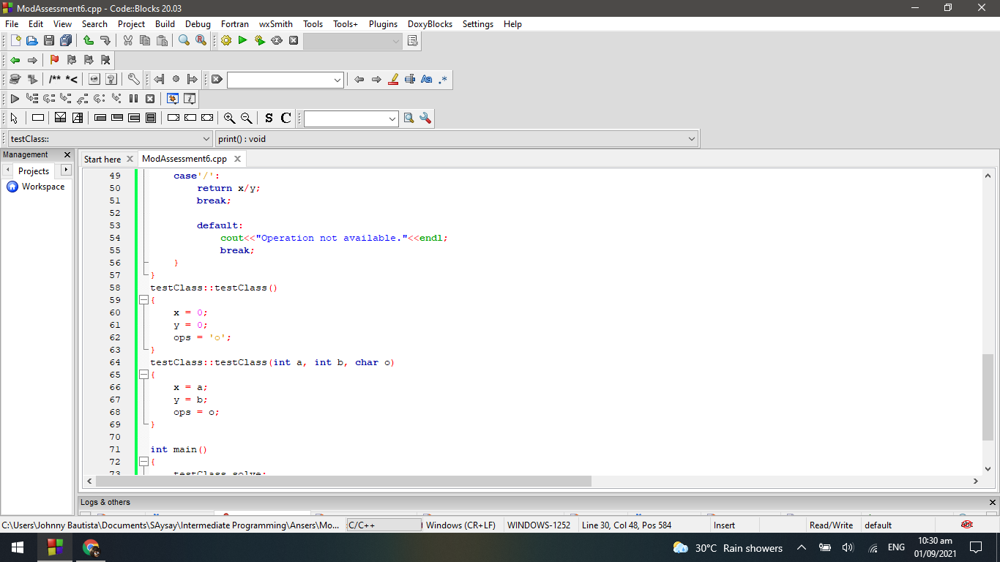 ModAssessment6.cpp - Code::Blocks 20.03
File Edit View Search Project Build Debug Fortran wxSmith Tools Tools+ Plugins DoxyBlocks Settings Help
/** *<
Aa .*
S C
testClass:: print() : void
Management
Projects
Workspace
Start here ModAssessment6.cpp
49 case'/':
50 return x/y;
51 break;
52
53 default:
54 cout<<"Operation not available."<<endl;
55 break;
56 }
57 }
58 testClass::testClass()
59 {
60 x = 0;
61 y = 0;
62 ops = 'o';
63 }
64 testClass::testClass(int a, int b, char o)
65 {
66 x = a;
67 y = b;
68 ops = o;
69 }
70
71 int main()
72 {
73 testClass solve;
Logs & others
C:\Users\Johnny Bautista\Documents\SAysay\Intermediate Programming\Ansers\Mo... C/C++ Windows (CR+LF) WINDOWS-1252 Line 30, Col 48, Pos 584 Insert Read/Write default abc
30°C Rain showers ENG 10:30 am
01/09/2021